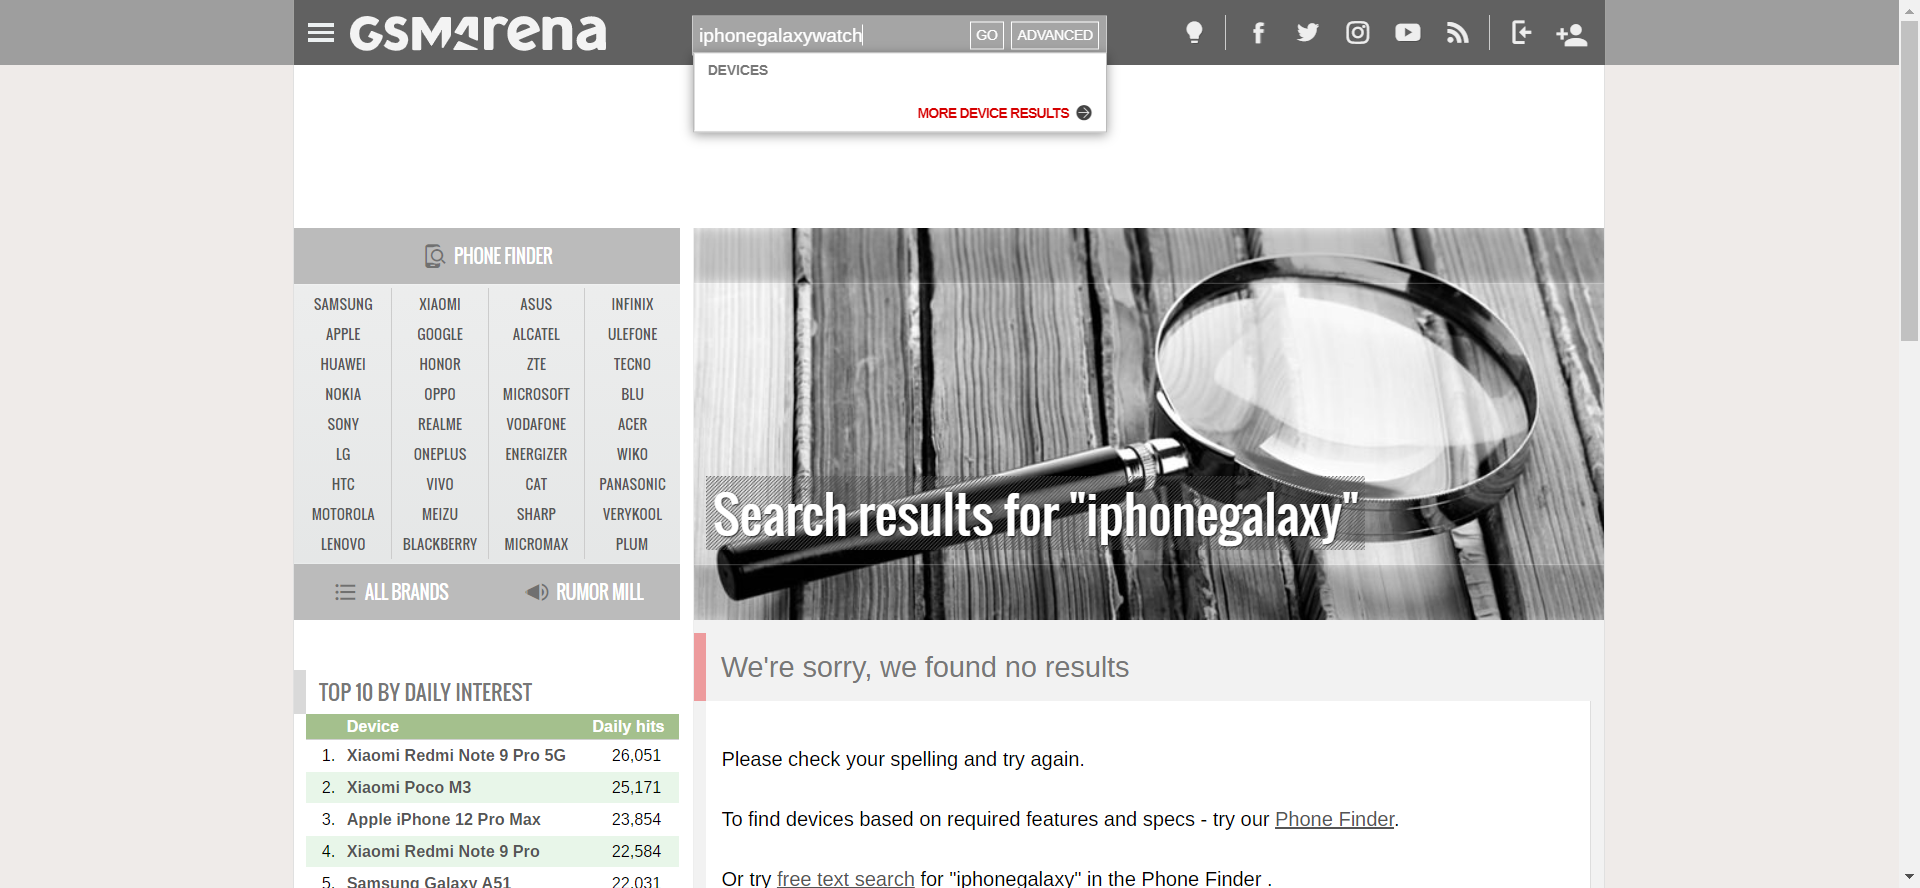 GSMArena
iphonegalaxywatch
GO
ADVANCED
DEVICES
MORE DEVICE RESULTS
PHONE FINDER
SAMSUNG XIAOMI ASUS INFINIX
APPLE GOOGLE ALCATEL ULEFONE
HUAWEI HONOR ZTE TECNO
NOKIA OPPO MICROSOFT BLU
SONY REALME VODAFONE ACER
LG ONEPLUS ENERGIZER WIKO
HTC VIVO CAT PANASONIC
MOTOROLA MEIZU SHARP VERYKOOL
LENOVO BLACKBERRY MICROMAX PLUM
ALL BRANDS RUMOR MILL
Search results for "iphonegalaxy"
We're sorry, we found no results
Please check your spelling and try again.
To find devices based on required features and specs - try our Phone Finder.
Or try free text search for "iphonegalaxy" in the Phone Finder .
TOP 10 BY DAILY INTEREST
Device Daily hits
1. Xiaomi Redmi Note 9 Pro 5G 26,051
2. Xiaomi Poco M3 25,171
3. Apple iPhone 12 Pro Max 23,854
4. Xiaomi Redmi Note 9 Pro 22,584
5. Samsung Galaxy A51 22,031